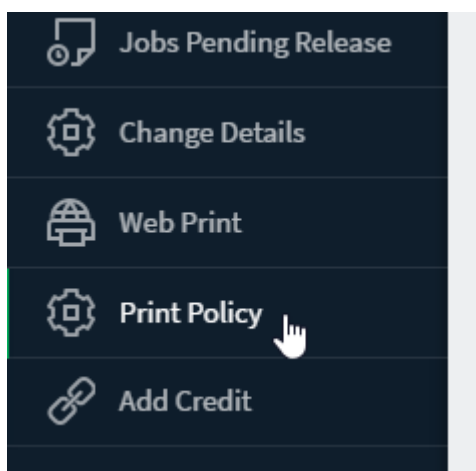 Jobs Pending Release
Change Details
Web Print
Print Policy
Add Credit